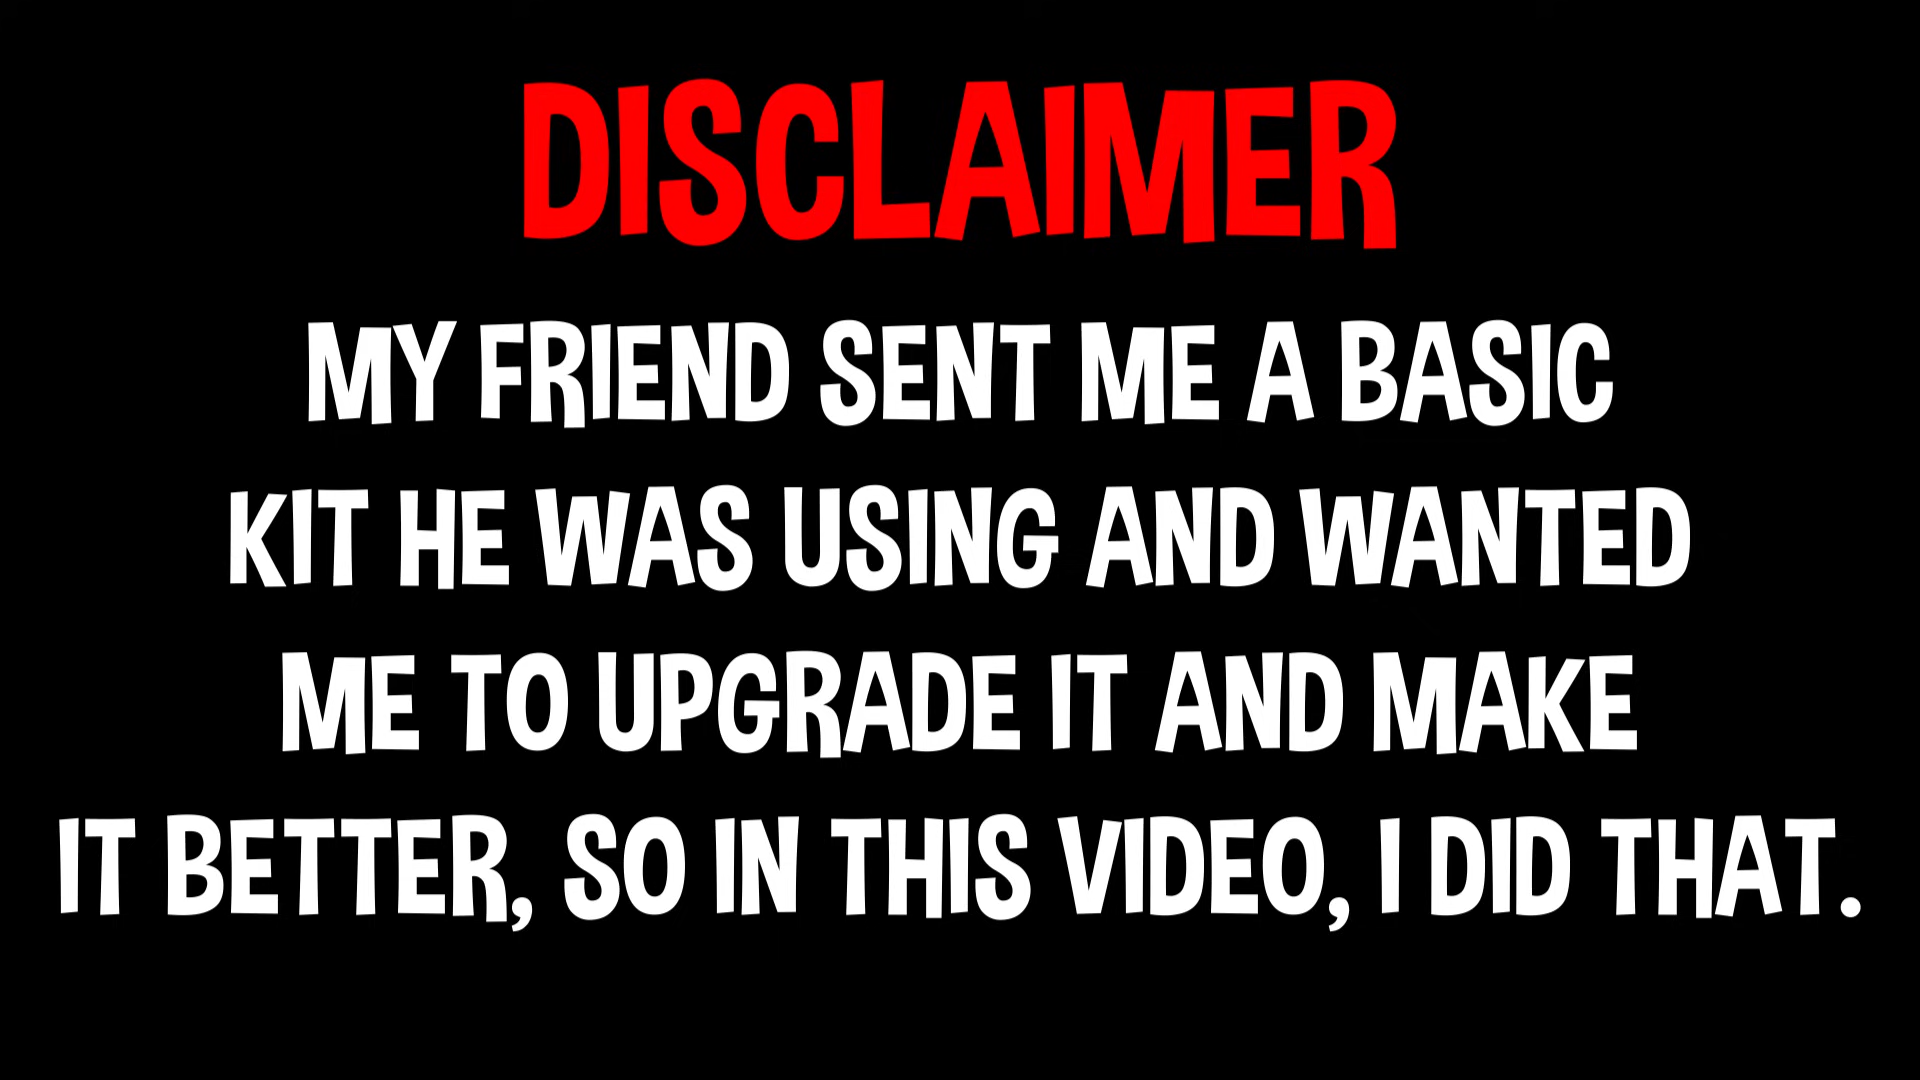 DISCLAIMER
MY FRIEND SENT ME A BASIC
KIT HE WAS USING AND WANTED
ME TO UPGRADE IT AND MAKE
IT BETTER, SO IN THIS VIDEO, I DID THAT.